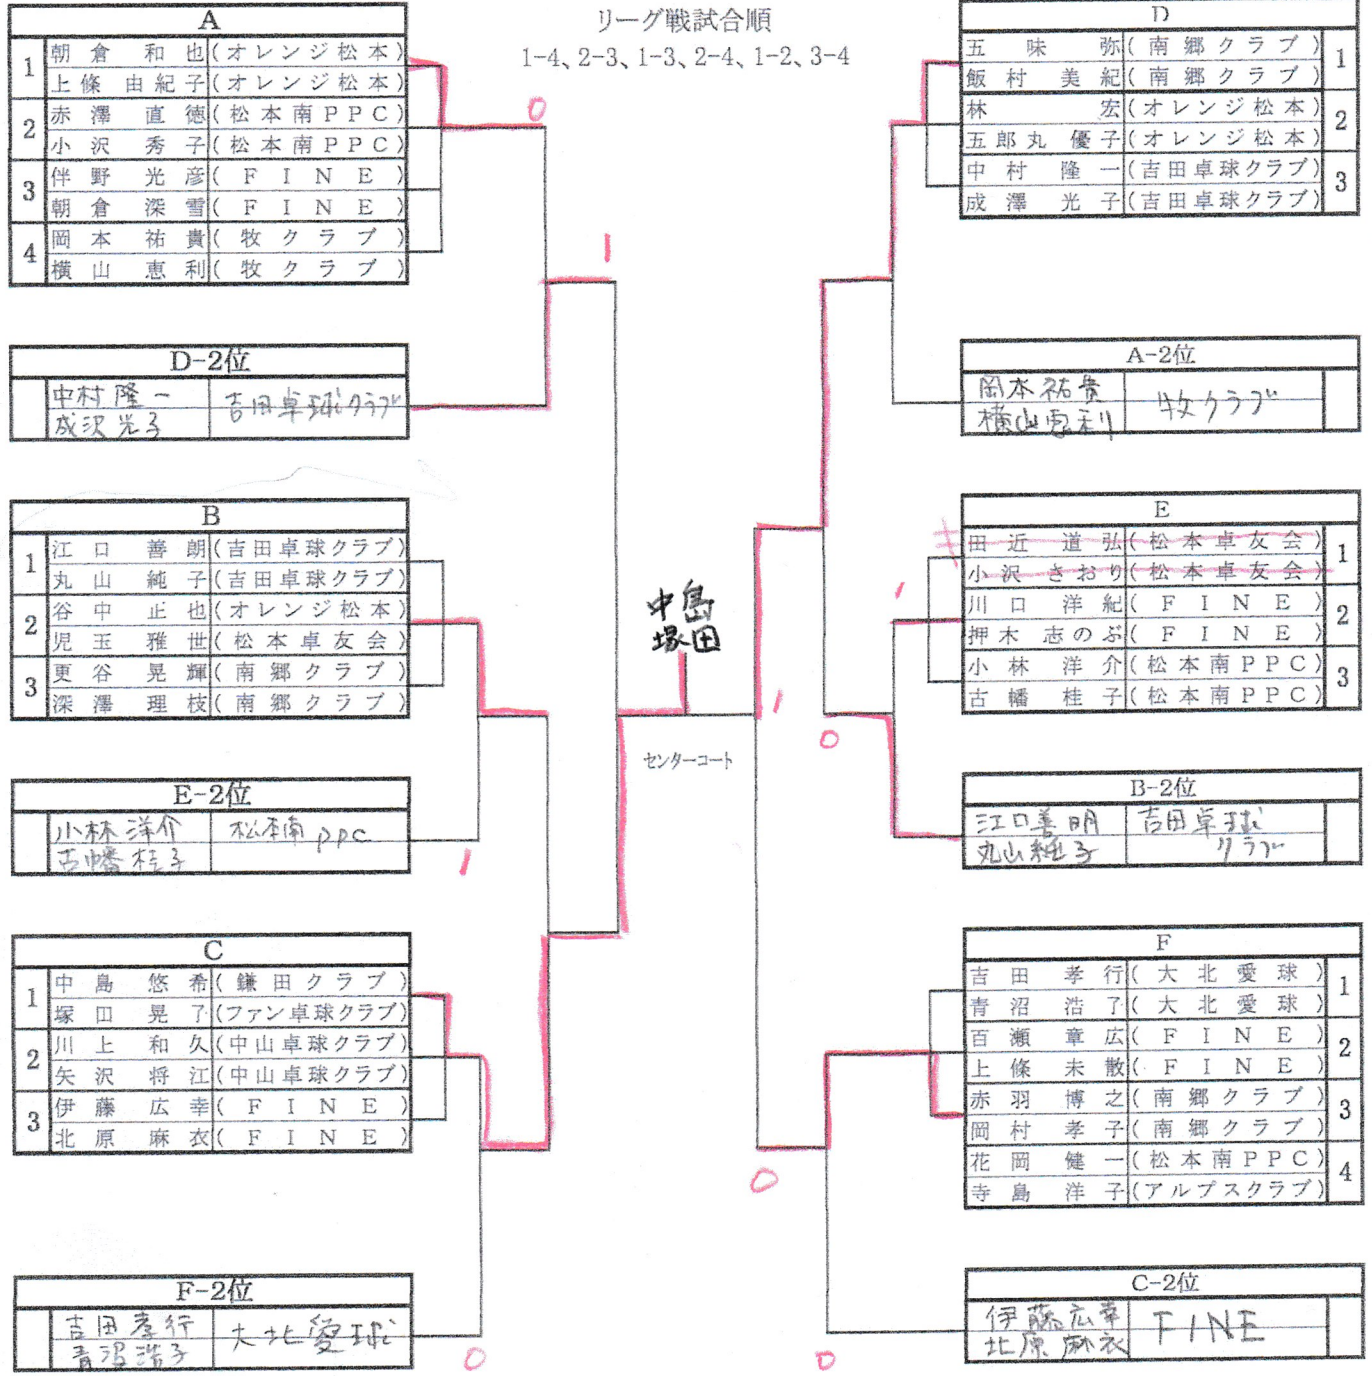 リーグ戦試合順
1-4、2-3、1-3、2-4、1-2、3-4
A
1
朝倉 和也(オレンジ松本)
上條 由紀子(オレンジ松本)
2
赤澤 直徳(松本南PPC)
小沢 秀子(松本南PPC)
3
伴野 光彦(FINE)
朝倉 深雪(FINE)
4
岡本 祐貴(牧クラブ)
横山 恵利(牧クラブ)
0
1
D-2位
中村隆一 吉田卓球クラブ
成沢光子
B
1
江口 善朗(吉田卓球クラブ)
丸山 純子(吉田卓球クラブ)
2
谷中 正也(オレンジ松本)
児玉 雅世(松本卓友会)
3
更谷 晃輝(南郷クラブ)
深澤 理枝(南郷クラブ)
E-2位
小林洋介 松本南PPC
古幡桂子
1
C
1
中島 悠希(鎌田クラブ)
塚田 晃了(ファン卓球クラブ)
2
川上 和久(中山卓球クラブ)
矢沢 将江(中山卓球クラブ)
3
伊藤 広幸(FINE)
北原 麻衣(FINE)
F-2位
吉田孝行 大北愛球
青沼浩子
0
中島
塚田
センターコート
D
五味 弥(南郷クラブ) 1
飯村 美紀(南郷クラブ)
林 宏(オレンジ松本) 2
五郎丸 優子(オレンジ松本)
中村 隆一(吉田卓球クラブ) 3
成澤 光子(吉田卓球クラブ)
A-2位
岡本祐貴 牧クラブ
横山恵利
E
田近 道弘(松本卓友会) 1
小沢 さおり(松本卓友会)
川口 洋紀(FINE) 2
押木 志のぶ(FINE)
小林 洋介(松本南PPC) 3
古幡 桂子(松本南PPC)
1
1
0
B-2位
江口善明 吉田卓球
丸山純子 クラブ
F
吉田 孝行(大北愛球) 1
青沼 浩了(大北愛球)
百瀬 章広(FINE) 2
上條 未散(FINE)
赤羽 博之(南郷クラブ) 3
岡村 孝子(南郷クラブ)
花岡 健一(松本南PPC) 4
寺島 洋子(アルプスクラブ)
0
C-2位
伊藤広幸 FINE
北原麻衣
0